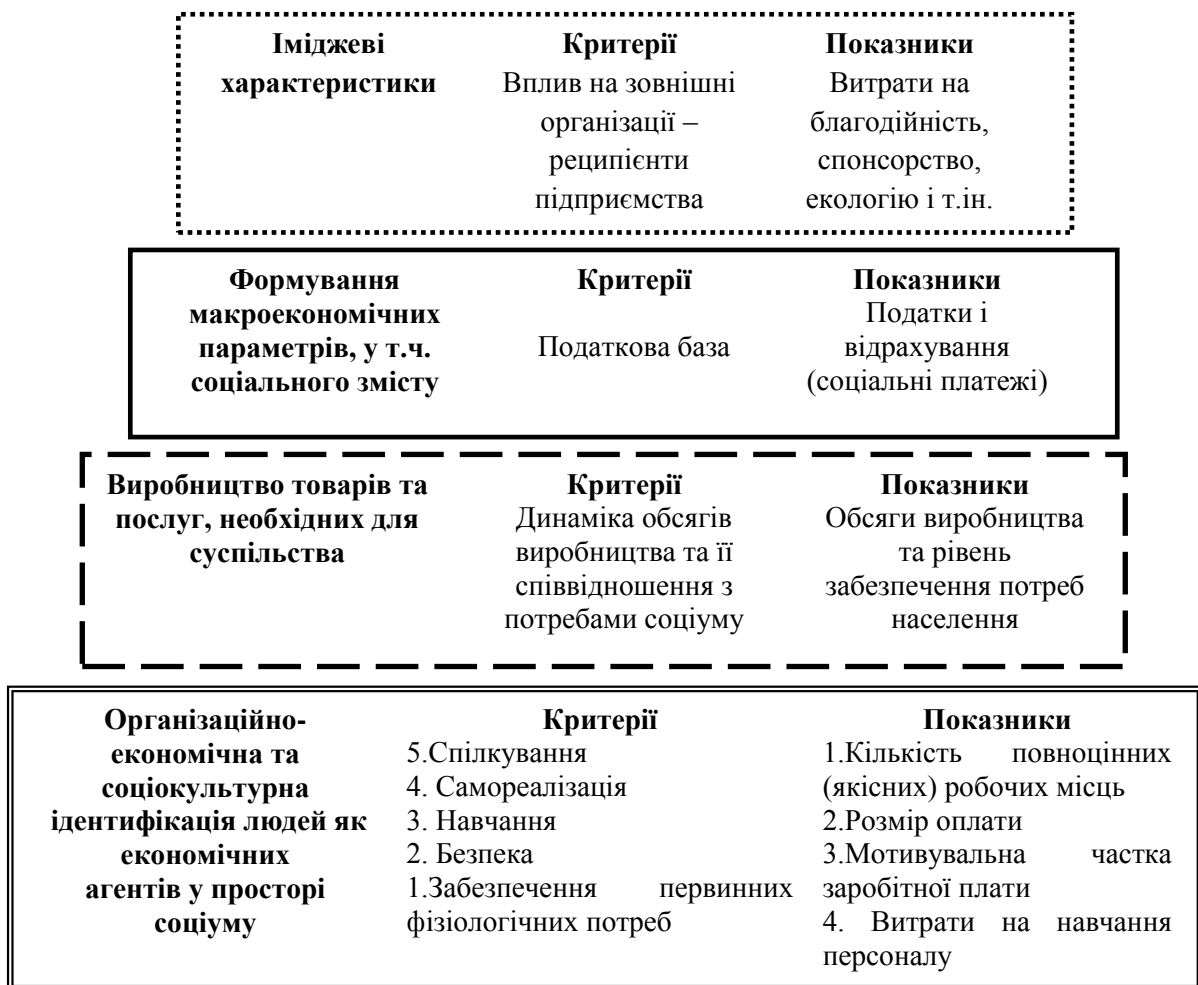 Іміджеві
характеристики
Критерії
Вплив на зовнішні
організації –
реципієнти
підприємства
Показники
Витрати на
благодійність,
спонсорство,
екологію і т.ін.
Формування
макроекономічних
параметрів, у т.ч.
соціального змісту
Критерії
Податкова база
Показники
Податки і
відрахування
(соціальні платежі)
Виробництво товарів та
послуг, необхідних для
суспільства
Критерії
Динаміка обсягів
виробництва та її
співвідношення з
потребами соціуму
Показники
Обсяги виробництва
та рівень
забезпечення потреб
населення
Організаційно-
економічна та
соціокультурна
ідентифікація людей як
економічних
агентів у просторі
соціуму
Критерії
5.Спілкування
4. Самореалізація
3. Навчання
2. Безпека
1.Забезпечення первинних
фізіологічних потреб
Показники
1.Кількість повноцінних
(якісних) робочих місць
2.Розмір оплати
3.Мотивувальна частка
заробітної плати
4. Витрати на навчання
персоналу